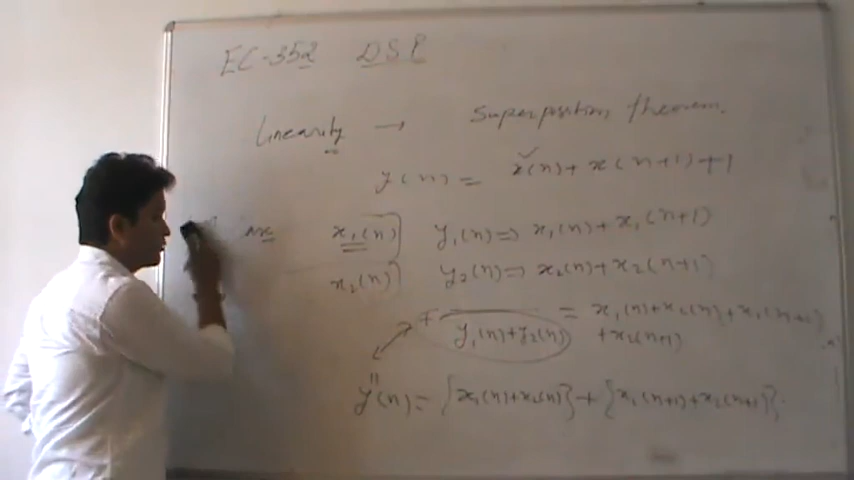 EC-352 DSP
Linearity → Superposition theorem.
y(n) = x(n) + x(n+1) + 1
x₁(n) y₁(n) ⇒ x₁(n) + x₁(n+1)
x₂(n) y₂(n) ⇒ x₂(n) + x₂(n+1)
+ y₁(n)+y₂(n) = x₁(n)+x₂(n)+x₁(n+1)
+x₂(n+1)
y"(n) = {x₁(n)+x₂(n)} + {x₁(n+1)+x₂(n+1)}.